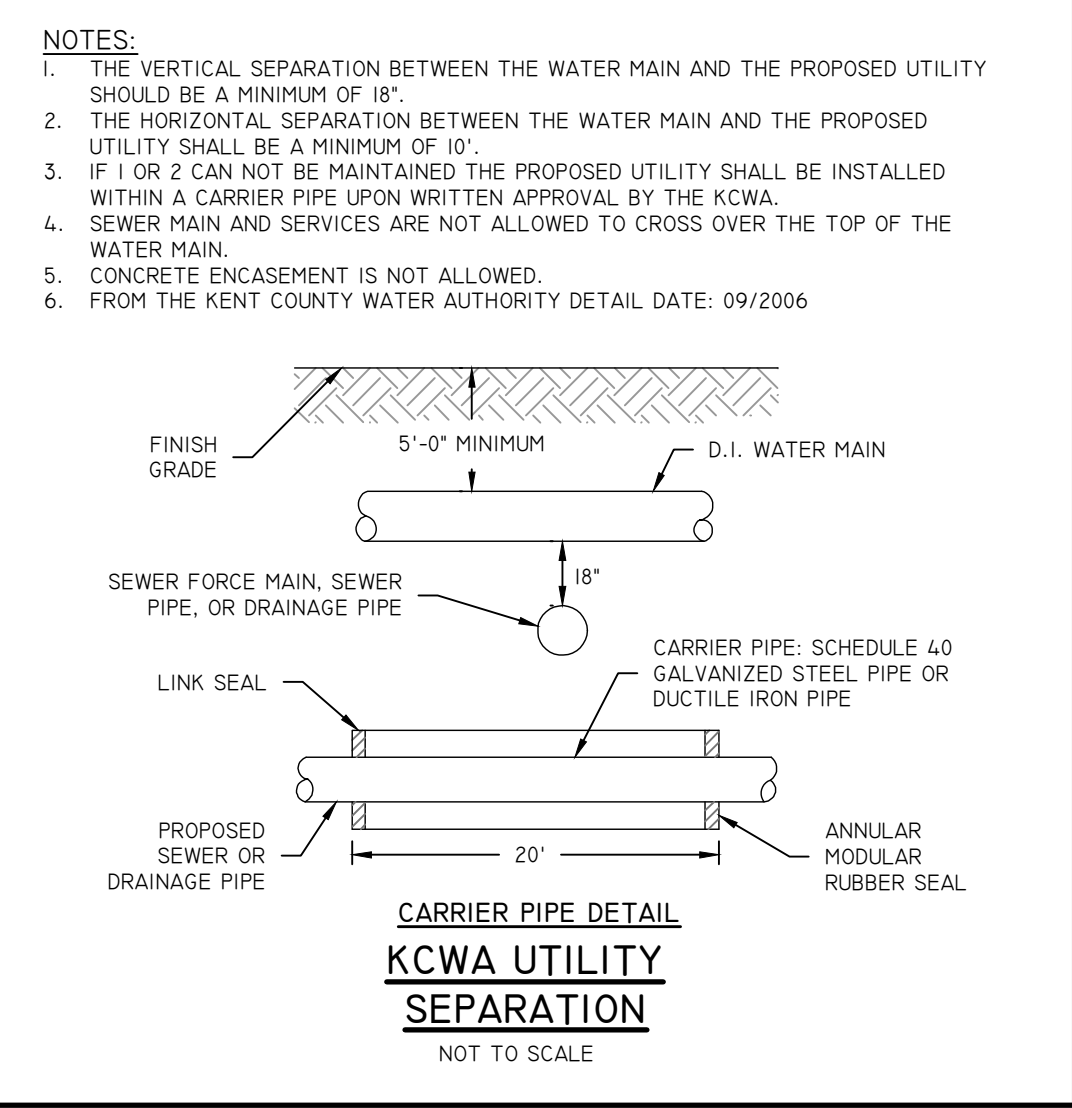 NOTES:
1. THE VERTICAL SEPARATION BETWEEN THE WATER MAIN AND THE PROPOSED UTILITY
SHOULD BE A MINIMUM OF 18".
2. THE HORIZONTAL SEPARATION BETWEEN THE WATER MAIN AND THE PROPOSED
UTILITY SHALL BE A MINIMUM OF 10'.
3. IF 1 OR 2 CAN NOT BE MAINTAINED THE PROPOSED UTILITY SHALL BE INSTALLED
WITHIN A CARRIER PIPE UPON WRITTEN APPROVAL BY THE KCWA.
4. SEWER MAIN AND SERVICES ARE NOT ALLOWED TO CROSS OVER THE TOP OF THE
WATER MAIN.
5. CONCRETE ENCASEMENT IS NOT ALLOWED.
6. FROM THE KENT COUNTY WATER AUTHORITY DETAIL DATE: 09/2006
FINISH
GRADE
5'-0" MINIMUM
D.I. WATER MAIN
18"
SEWER FORCE MAIN, SEWER
PIPE, OR DRAINAGE PIPE
CARRIER PIPE: SCHEDULE 40
GALVANIZED STEEL PIPE OR
DUCTILE IRON PIPE
LINK SEAL
PROPOSED
SEWER OR
DRAINAGE PIPE
20'
ANNULAR
MODULAR
RUBBER SEAL
CARRIER PIPE DETAIL
KCWA UTILITY
SEPARATION
NOT TO SCALE